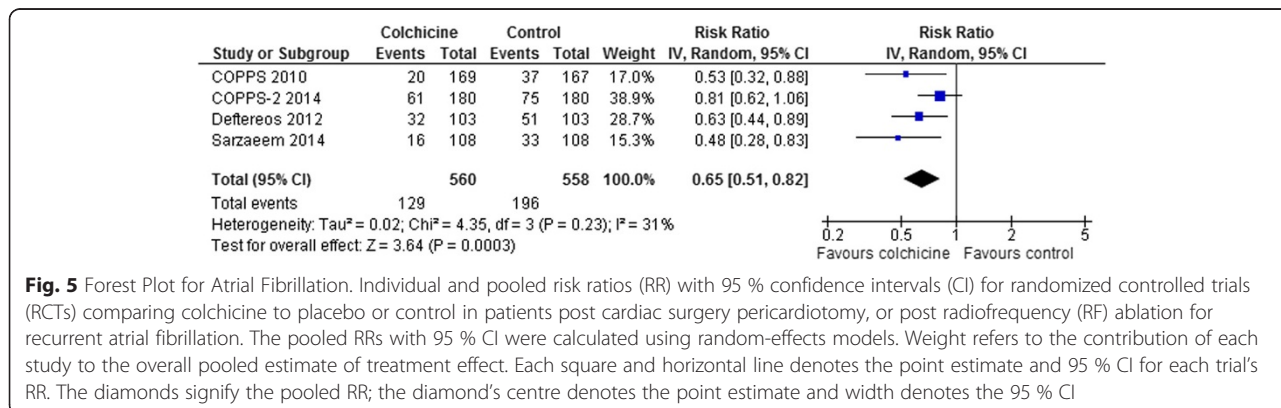 Colchicine Control Risk Ratio Risk Ratio
Study or Subgroup Events Total Events Total Weight IV, Random, 95% CI IV, Random, 95% CI
COPPS 2010 20 169 37 167 17.0% 0.53 [0.32, 0.88]
COPPS-2 2014 61 180 75 180 38.9% 0.81 [0.62, 1.06]
Deftereos 2012 32 103 51 103 28.7% 0.63 [0.44, 0.89]
Sarzaeem 2014 16 108 33 108 15.3% 0.48 [0.28, 0.83]
Total (95% CI) 560 558 100.0% 0.65 [0.51, 0.82]
Total events 129 196
Heterogeneity: Tau² = 0.02; Chi² = 4.35, df = 3 (P = 0.23); I² = 31%
Test for overall effect: Z = 3.64 (P = 0.0003)
0.2 0.5 1 2 5
Favours colchicine Favours control
Fig. 5 Forest Plot for Atrial Fibrillation. Individual and pooled risk ratios (RR) with 95 % confidence intervals (CI) for randomized controlled trials
(RCTs) comparing colchicine to placebo or control in patients post cardiac surgery pericardiotomy, or post radiofrequency (RF) ablation for
recurrent atrial fibrillation. The pooled RRs with 95 % CI were calculated using random-effects models. Weight refers to the contribution of each
study to the overall pooled estimate of treatment effect. Each square and horizontal line denotes the point estimate and 95 % CI for each trial's
RR. The diamonds signify the pooled RR; the diamond's centre denotes the point estimate and width denotes the 95 % CI